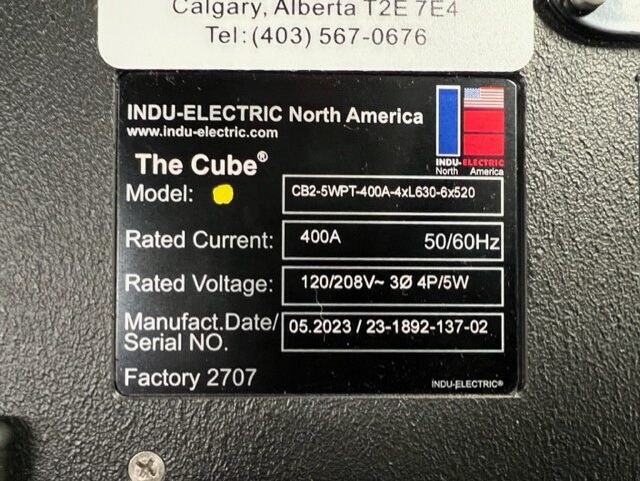 Calgary, Alberta T2E 7E4
Tel: (403) 567-0676
INDU-ELECTRIC North America
www.indu-electric.com
INDU-ELECTRIC
North America
The Cube®
Model: CB2-5WPT-400A-4xL630-6x520
Rated Current: 400A 50/60Hz
Rated Voltage: 120/208V~ 3Ø 4P/5W
Manufact.Date/ 05.2023 / 23-1892-137-02
Serial NO.
Factory 2707
INDU-ELECTRIC®